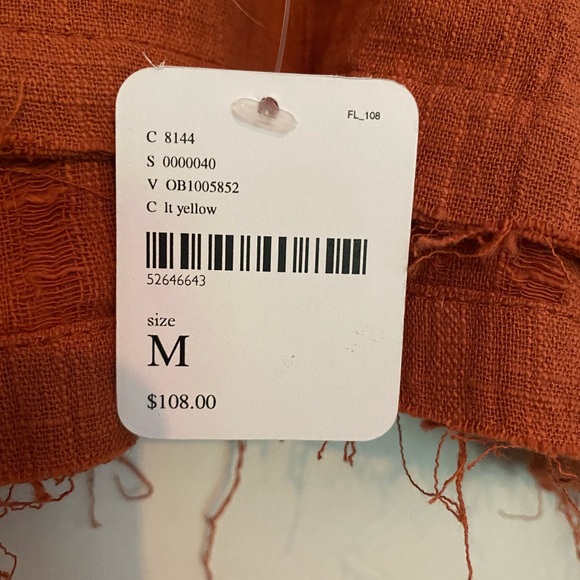 FL_108
C 8144
S 0000040
V OB1005852
C lt yellow
52646643
size
M
$108.00